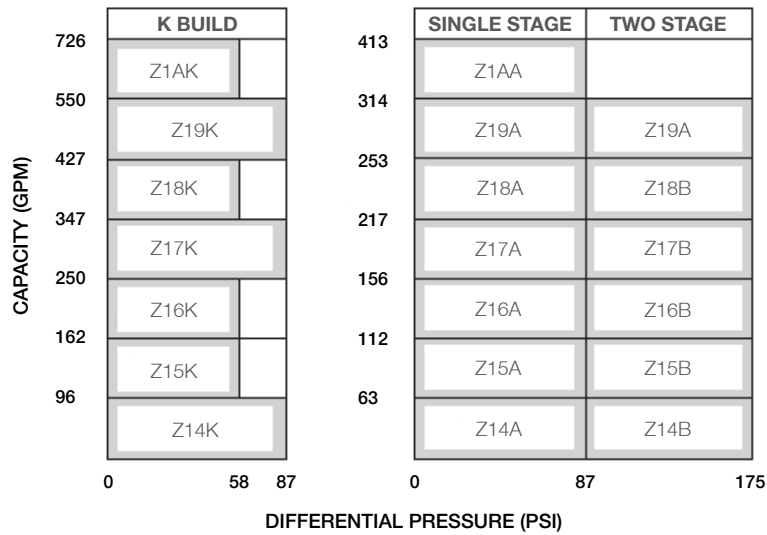 K BUILD
SINGLE STAGE TWO STAGE
726
Z1AK
550
Z19K
427
Z18K
347
Z17K
250
Z16K
162
Z15K
96
Z14K
0 58 87
CAPACITY (GPM)
413
Z1AA
314
Z19A Z19A
253
Z18A Z18B
217
Z17A Z17B
156
Z16A Z16B
112
Z15A Z15B
63
Z14A Z14B
0 87 175
DIFFERENTIAL PRESSURE (PSI)